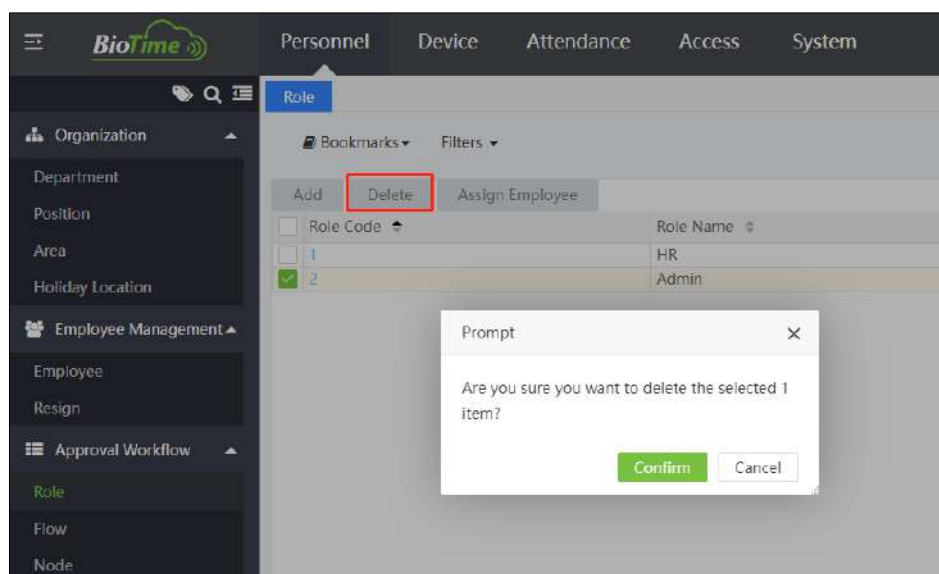 BioTime
Personnel Device Attendance Access System
Role
Organization
Bookmarks Filters
Department
Add Delete Assign Employee
Position
Role Code Role Name
Area
1 HR
2 Admin
Holiday Location
Employee Management
Prompt
Employee
Are you sure you want to delete the selected 1
item?
Resign
Approval Workflow
Confirm Cancel
Role
Flow
Node